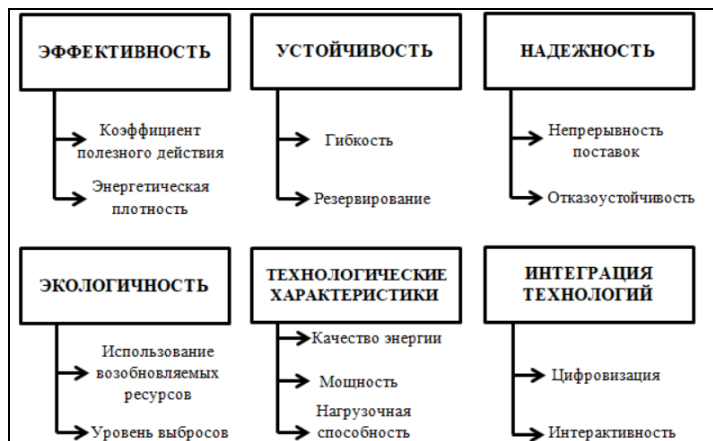 ЭФФЕКТИВНОСТЬ
Коэффициент
полезного действия
Энергетическая
плотность
УСТОЙЧИВОСТЬ
Гибкость
Резервирование
НАДЕЖНОСТЬ
Непрерывность
поставок
Отказоустойчивость
ЭКОЛОГИЧНОСТЬ
Использование
возобновляемых
ресурсов
Уровень выбросов
ТЕХНОЛОГИЧЕСКИЕ
ХАРАКТЕРИСТИКИ
Качество энергии
Мощность
Нагрузочная
способность
ИНТЕГРАЦИЯ
ТЕХНОЛОГИЙ
Цифровизация
Интерактивность